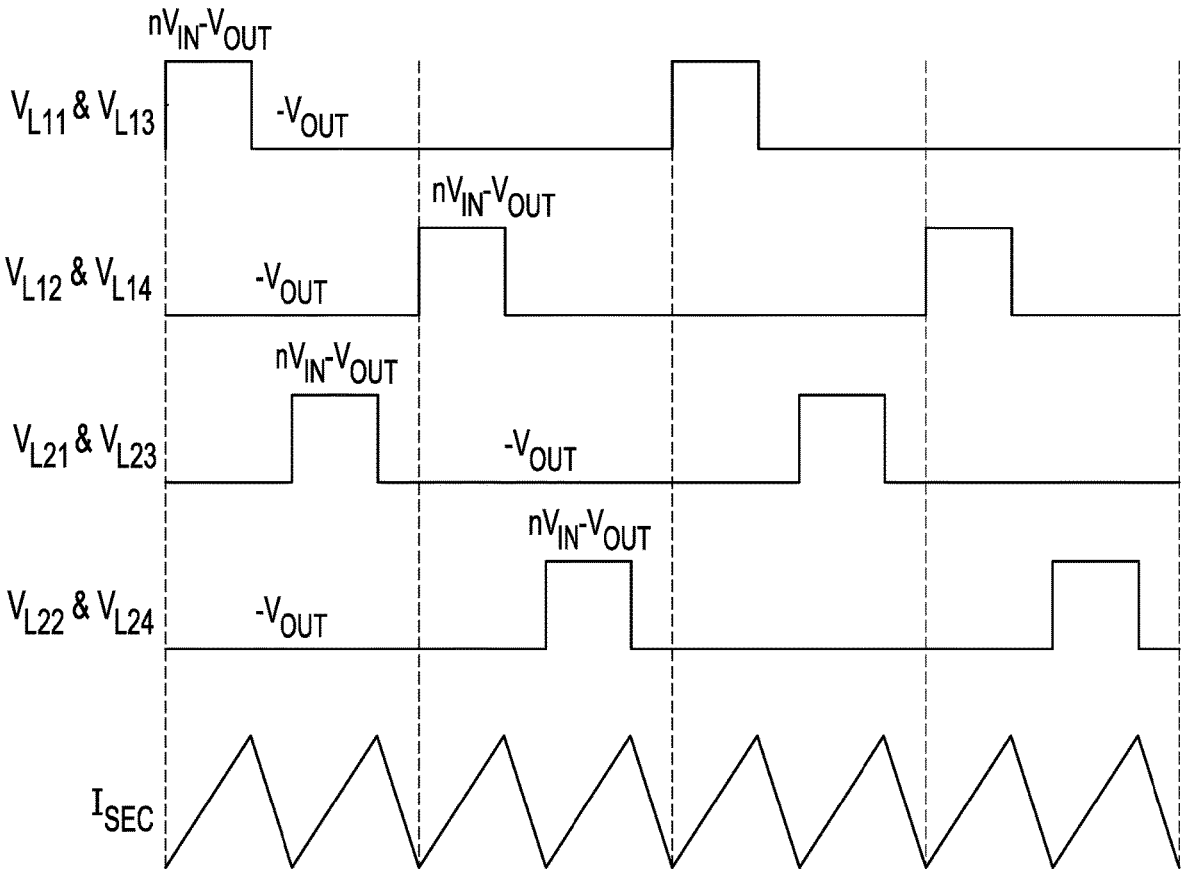 nVIN-VOUT
VL11 & VL13
-VOUT
nVIN-VOUT
VL12 & VL14
-VOUT
nVIN-VOUT
VL21 & VL23
-VOUT
nVIN-VOUT
VL22 & VL24
-VOUT
ISEC